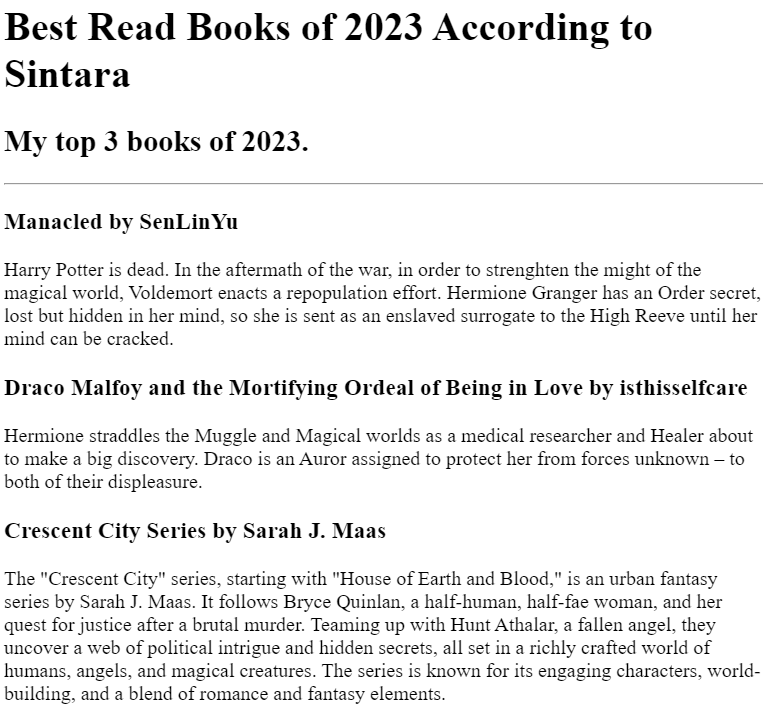 Best Read Books of 2023 According to
Sintara
My top 3 books of 2023.
Manacled by SenLinYu
Harry Potter is dead. In the aftermath of the war, in order to strenghten the might of the
magical world, Voldemort enacts a repopulation effort. Hermione Granger has an Order secret,
lost but hidden in her mind, so she is sent as an enslaved surrogate to the High Reeve until her
mind can be cracked.
Draco Malfoy and the Mortifying Ordeal of Being in Love by isthisselfcare
Hermione straddles the Muggle and Magical worlds as a medical researcher and Healer about
to make a big discovery. Draco is an Auror assigned to protect her from forces unknown – to
both of their displeasure.
Crescent City Series by Sarah J. Maas
The "Crescent City" series, starting with "House of Earth and Blood," is an urban fantasy
series by Sarah J. Maas. It follows Bryce Quinlan, a half-human, half-fae woman, and her
quest for justice after a brutal murder. Teaming up with Hunt Athalar, a fallen angel, they
uncover a web of political intrigue and hidden secrets, all set in a richly crafted world of
humans, angels, and magical creatures. The series is known for its engaging characters, world-
building, and a blend of romance and fantasy elements.